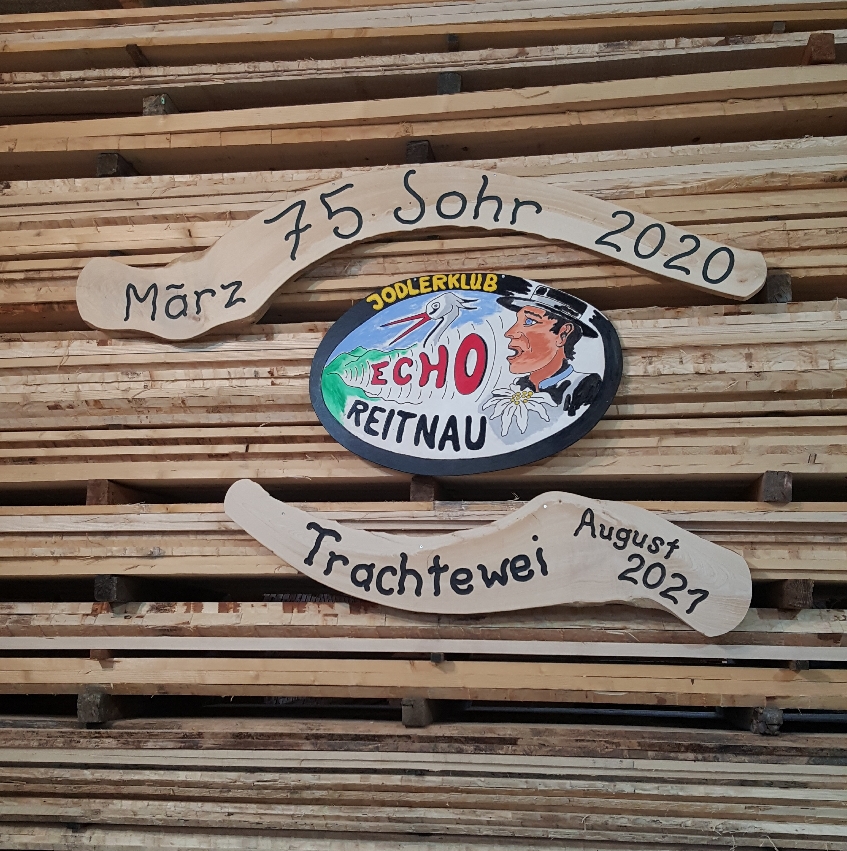 März 75 Johr 2020
JODLERKLUB
ECHO
REITNAU
Trachtewei August
2021